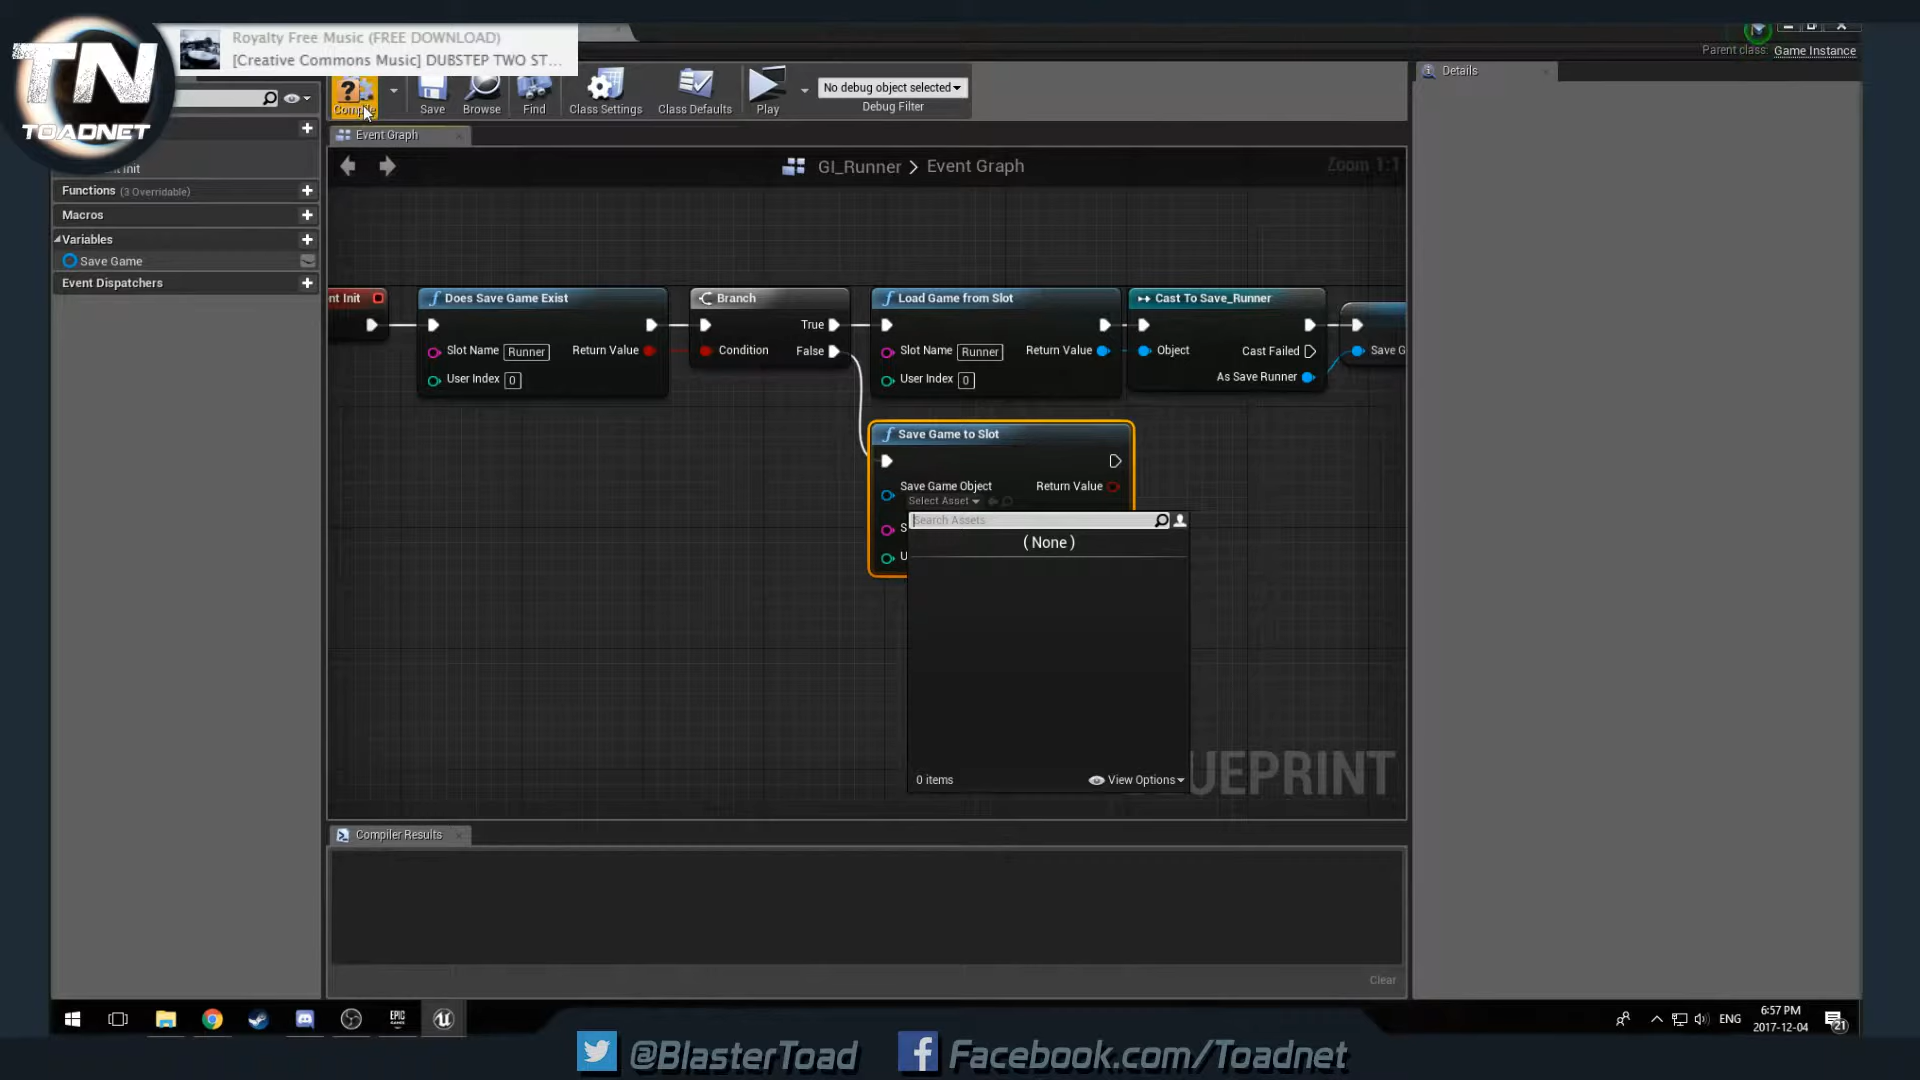 TN
TOADNET
Royalty Free Music (FREE DOWNLOAD)
[Creative Commons Music] DUBSTEP TWO ST...
Parent class: Game Instance
Compile
Save
Browse
Find
Class Settings
Class Defaults
Play
No debug object selected
Debug Filter
Details
Event Graph
GI_Runner > Event Graph
Zoom 1:1
Functions (3 Overridable)
Macros
Variables
Save Game
Event Dispatchers
nt Init
Does Save Game Exist
Slot Name Runner Return Value
User Index 0
Branch
True
Condition False
Load Game from Slot
Slot Name Runner Return Value
User Index 0
Cast To Save_Runner
Object Cast Failed
As Save Runner
Save G
Save Game to Slot
Save Game Object Return Value
Select Asset
Search Assets
( None )
S
U
0 items View Options
UEPRINT
Compiler Results
Clear
EPIC
GAMES
ENG
6:57 PM
2017-12-04
21
@BlasterToad
Facebook.com/Toadnet